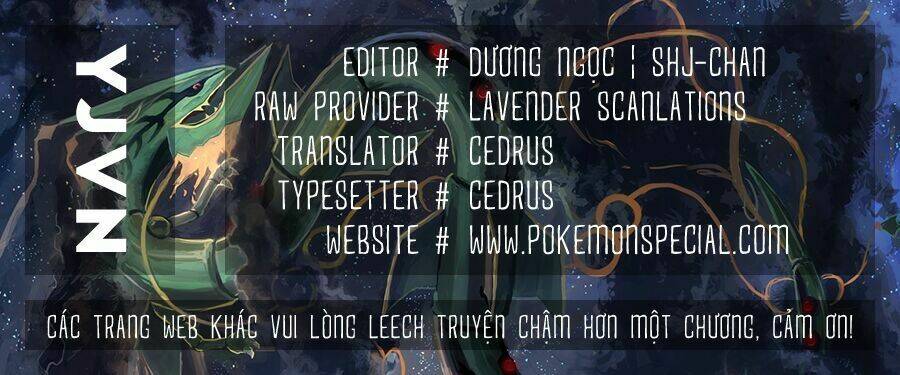 YJVN
EDITOR # DƯƠNG NGỌC ¦ SHJ-CHAN
RAW PROVIDER # LAVENDER SCANLATIONS
TRANSLATOR # CEDRUS
TYPESETTER # CEDRUS
WEBSITE # WWW.POKEMONSPECIAL.COM
CÁC TRANG WEB KHÁC VUI LÒNG LEECH TRUYỆN CHẬM HƠN MỘT CHƯƠNG, CẢM ƠN!